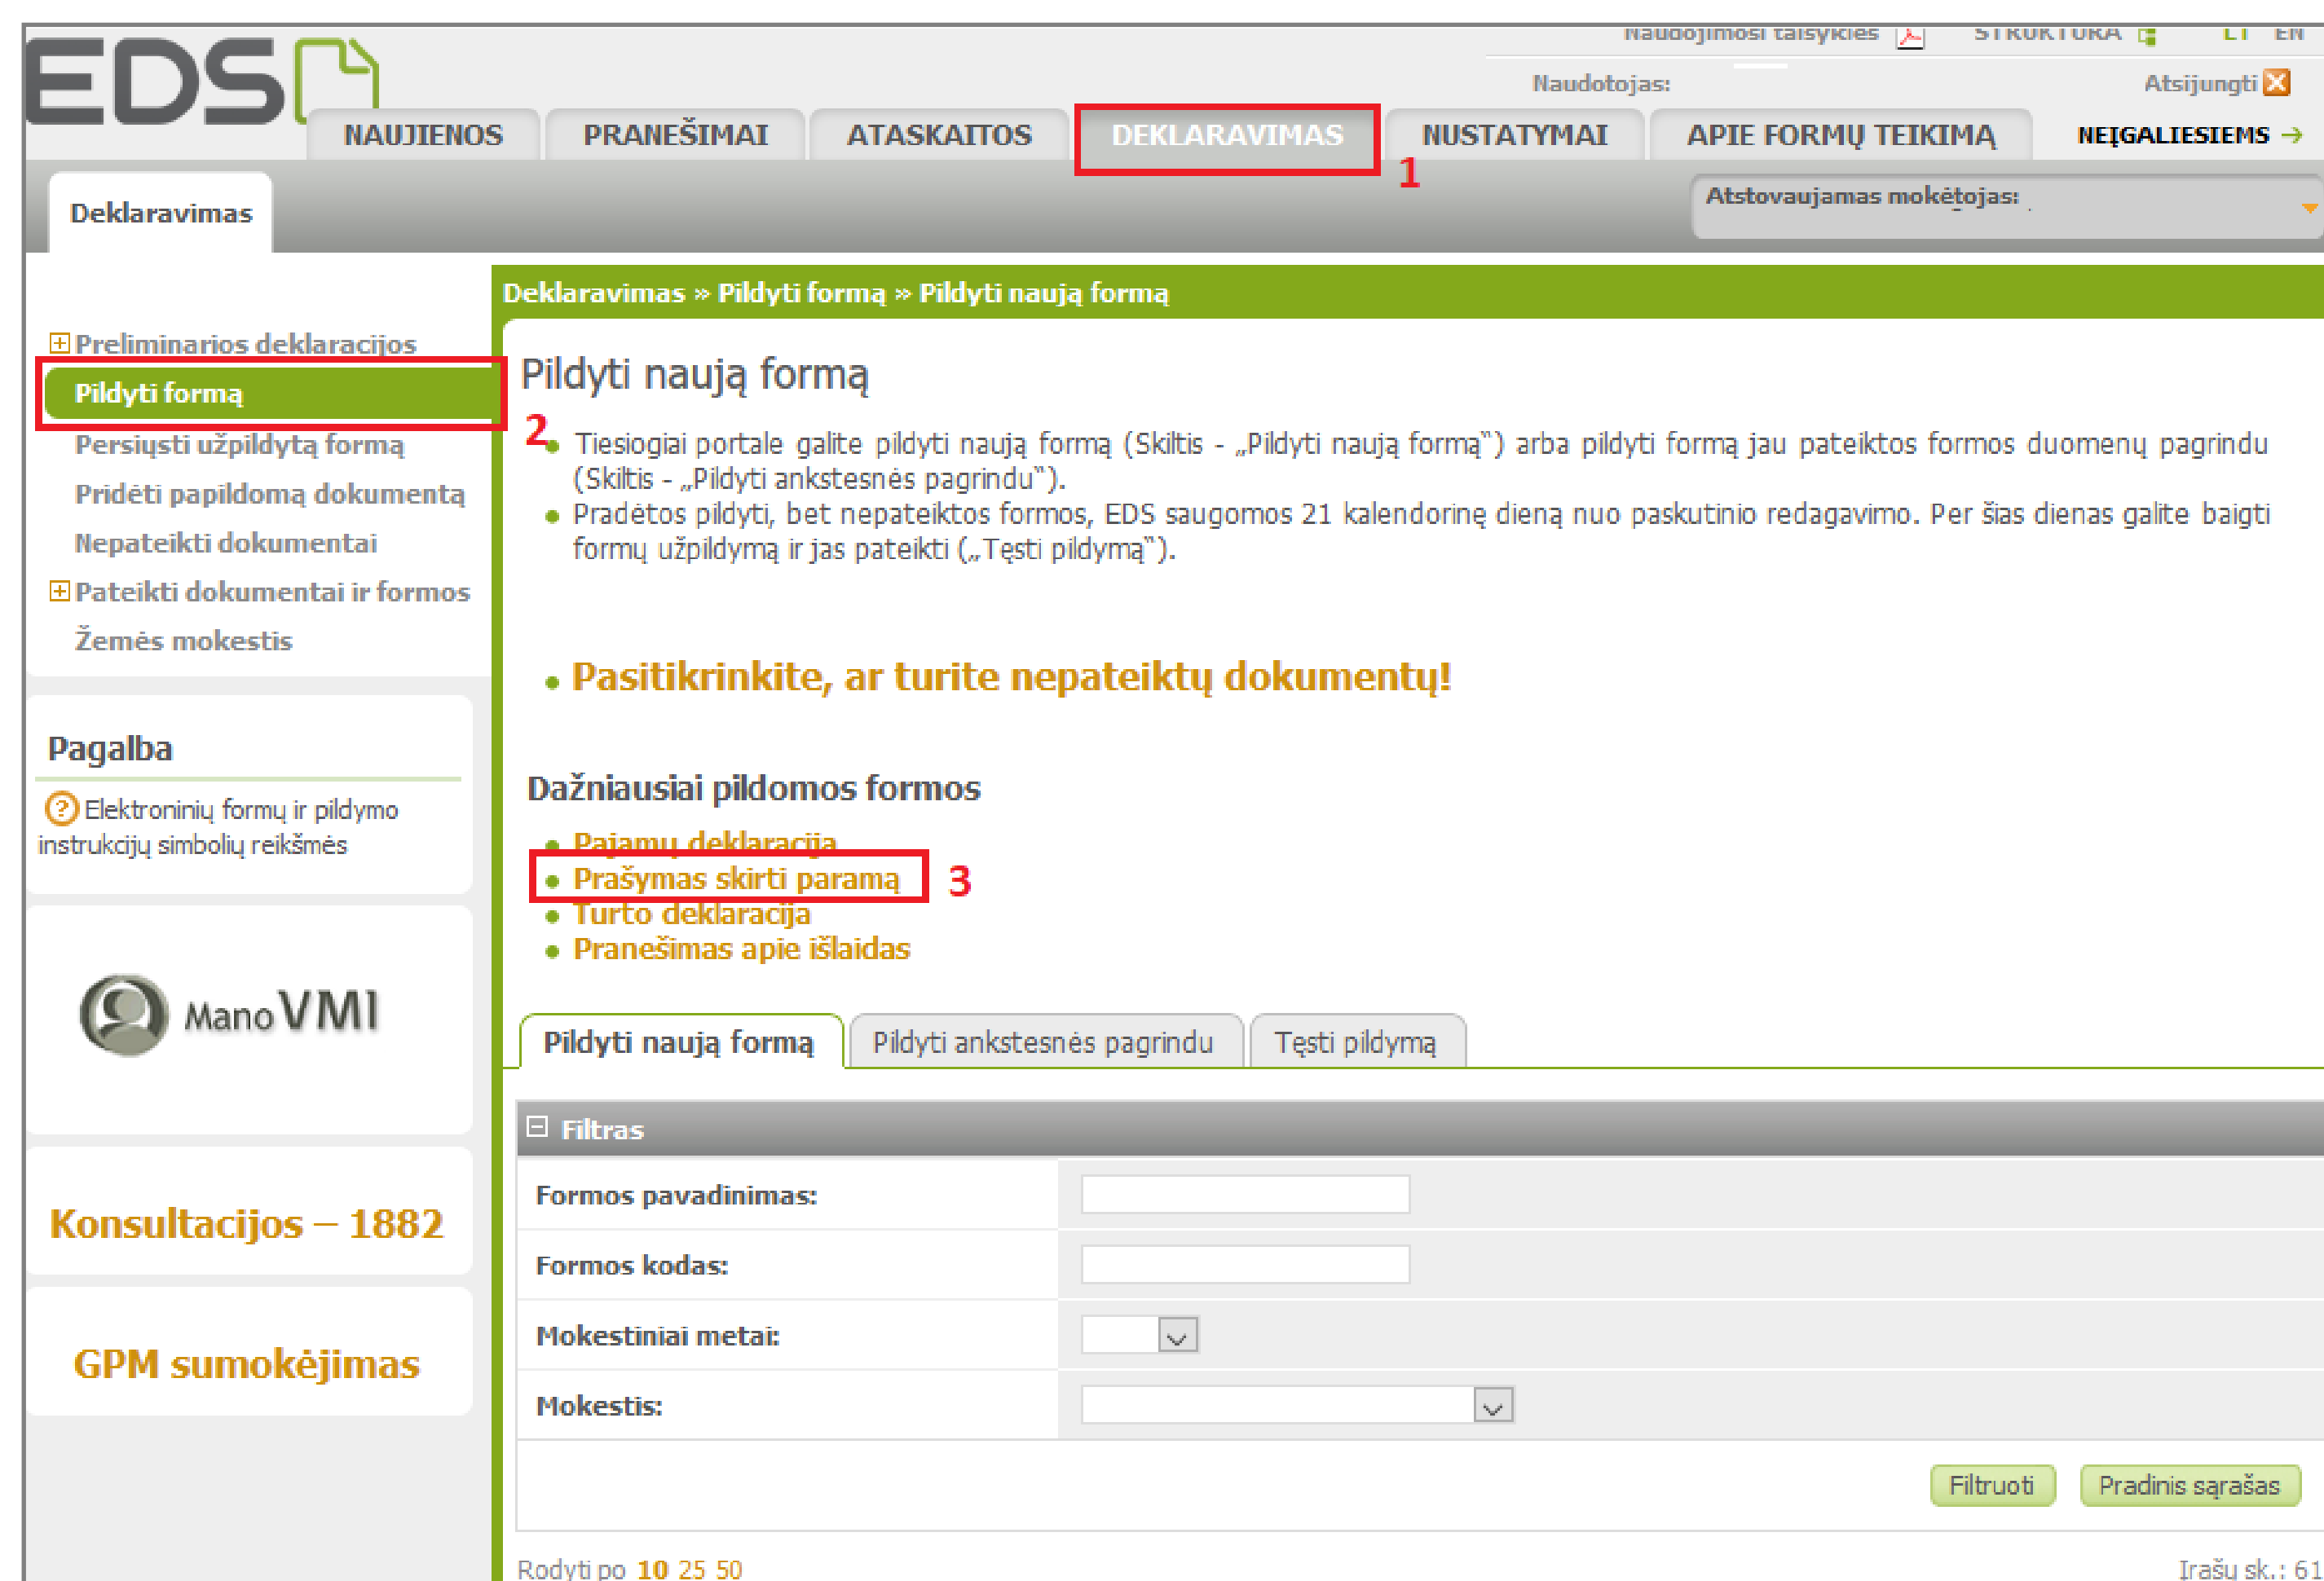 Naudojimosi taisyklės STRUKTŪRA LT EN
EDS
Naudotojas: Atsijungti
NAUJIENOS PRANEŠIMAI ATASKAITOS DEKLARAVIMAS NUSTATYMAI APIE FORMŲ TEIKIMĄ NEĮGALIESIEMS →
1
Deklaravimas
Atstovaujamas mokėtojas:
Deklaravimas » Pildyti formą » Pildyti naują formą
Preliminarios deklaracijos
Pildyti formą
Persiųsti užpildytą formą
Pridėti papildomą dokumentą
Nepateikti dokumentai
Pateikti dokumentai ir formos
Žemės mokestis
Pagalba
Elektroninių formų ir pildymo
instrukcijų simbolių reikšmės
Mano VMI
Konsultacijos – 1882
GPM sumokėjimas
Pildyti naują formą
2
Tiesiogiai portale galite pildyti naują formą (Skiltis - „Pildyti naują formą“) arba pildyti formą jau pateiktos formos duomenų pagrindu
(Skiltis - „Pildyti ankstesnės pagrindu“).
Pradėtos pildyti, bet nepateiktos formos, EDS saugomos 21 kalendorinę dieną nuo paskutinio redagavimo. Per šias dienas galite baigti
formų užpildymą ir jas pateikti („Tęsti pildymą“).
Pasitikrinkite, ar turite nepateiktų dokumentų!
Dažniausiai pildomos formos
Pajamų deklaracija
Prašymas skirti paramą 3
Turto deklaracija
Pranešimas apie išlaidas
Pildyti naują formą Pildyti ankstesnės pagrindu Tęsti pildymą
Filtras
Formos pavadinimas:
Formos kodas:
Mokestiniai metai:
Mokestis:
Filtruoti Pradinis sąrašas
Rodyti po 10 25 50 Įrašų sk.: 61